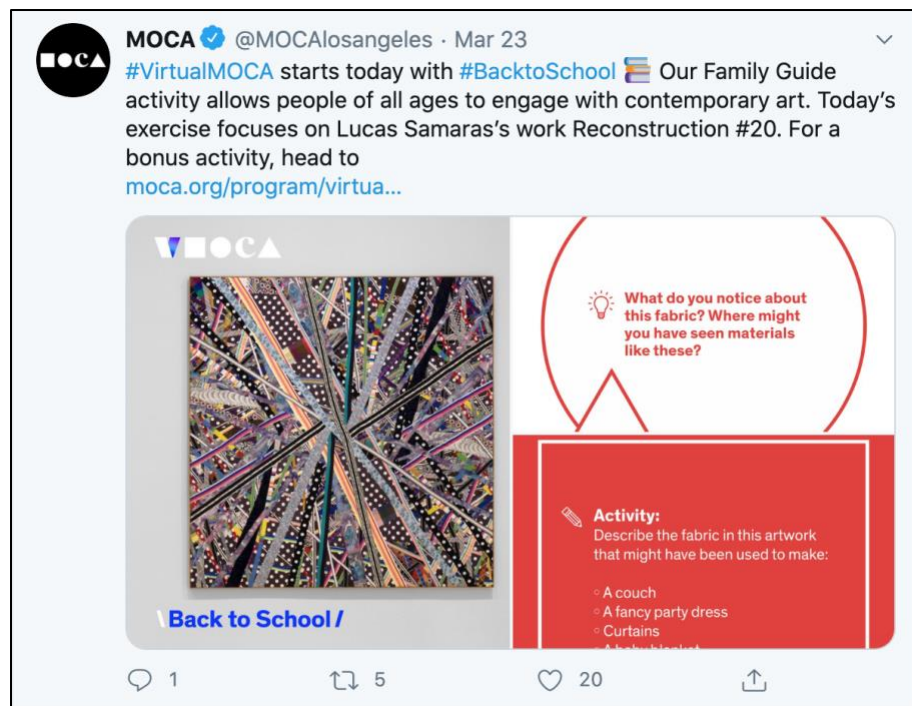 MOCA
MOCA @MOCAlosangeles · Mar 23
#VirtualMOCA starts today with #BacktoSchool 📚 Our Family Guide
activity allows people of all ages to engage with contemporary art. Today’s
exercise focuses on Lucas Samaras’s work Reconstruction #20. For a
bonus activity, head to
moca.org/program/virtua...
VMOCA
\Back to School/
What do you notice about
this fabric? Where might
you have seen materials
like these?
Activity:
Describe the fabric in this artwork
that might have been used to make:
◦ A couch
◦ A fancy party dress
◦ Curtains
1
5
20